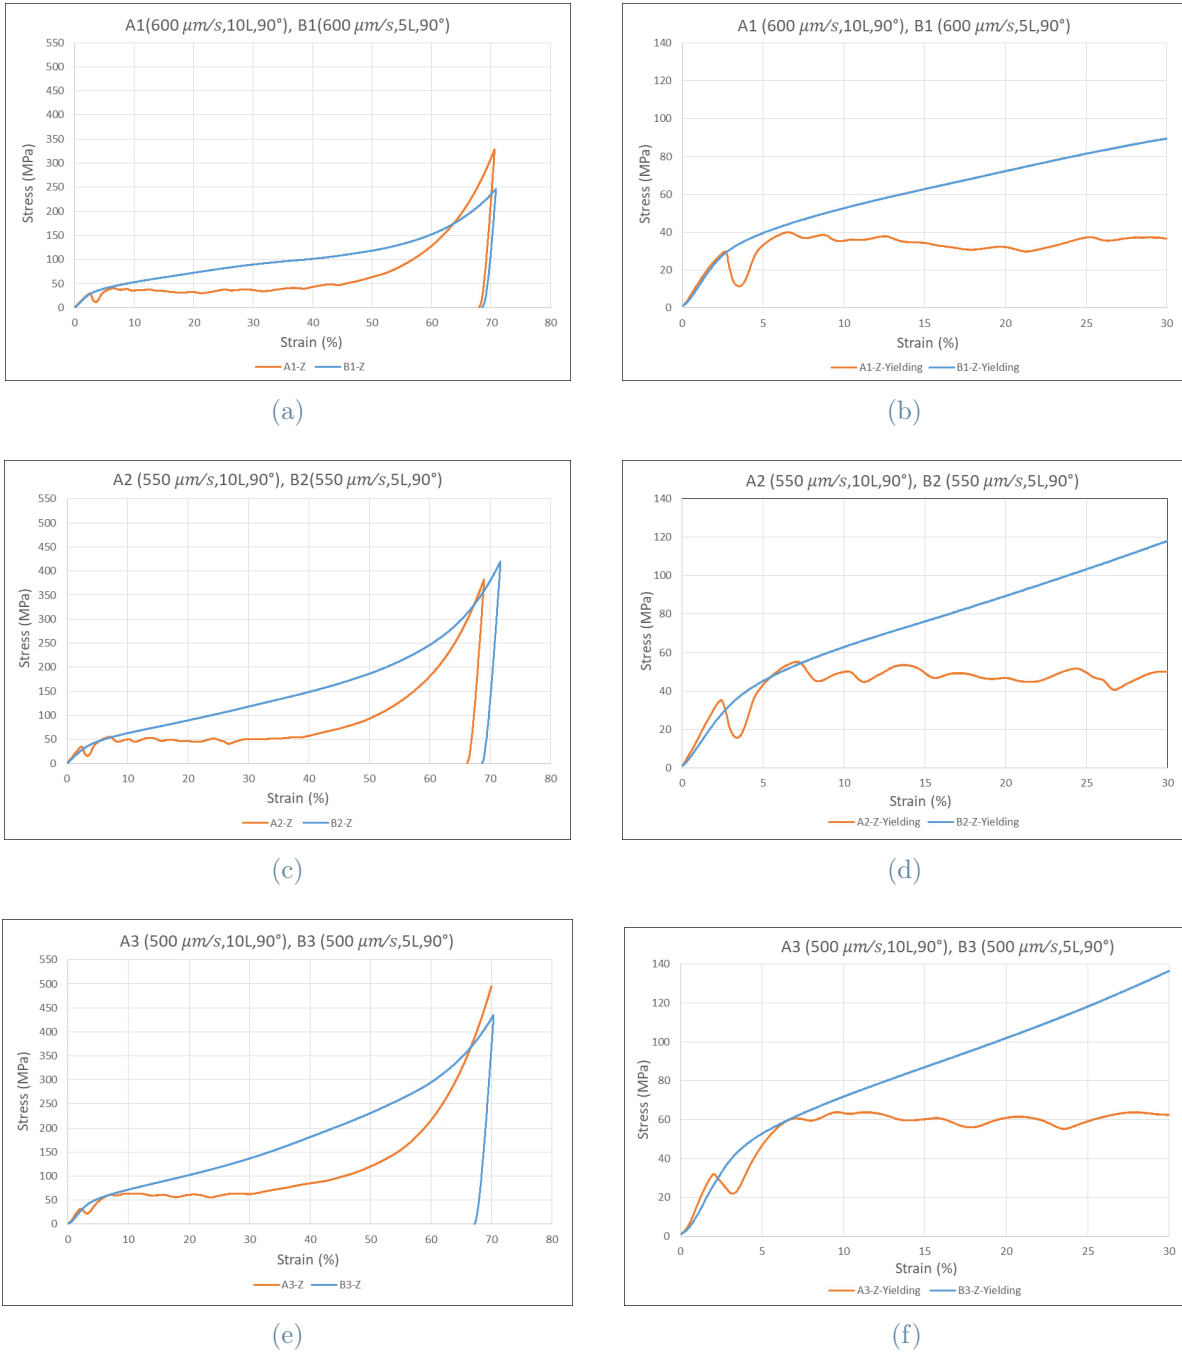 A1(600 μm/s,10L,90°), B1(600 μm/s,5L,90°)
550
500
450
400
350
300
250
200
150
100
50
0
Stress (MPa)
0 10 20 30 40 50 60 70 80
Strain (%)
A1-Z B1-Z
(a)
A1 (600 μm/s,10L,90°), B1 (600 μm/s,5L,90°)
140
120
100
80
60
40
20
0
Stress (MPa)
0 5 10 15 20 25 30
Strain (%)
A1-Z-Yielding B1-Z-Yielding
(b)
A2 (550 μm/s,10L,90°), B2(550 μm/s,5L,90°)
550
500
450
400
350
300
250
200
150
100
50
0
Stress (MPa)
0 10 20 30 40 50 60 70 80
Strain (%)
A2-Z B2-Z
(c)
A2 (550 μm/s,10L,90°), B2 (550 μm/s,5L,90°)
140
120
100
80
60
40
20
0
Stress (MPa)
0 5 10 15 20 25 30
Strain (%)
A2-Z-Yielding B2-Z-Yielding
(d)
A3 (500 μm/s,10L,90°), B3 (500 μm/s,5L,90°)
550
500
450
400
350
300
250
200
150
100
50
0
Stress (MPa)
0 10 20 30 40 50 60 70 80
Strain (%)
A3-Z B3-Z
(e)
A3 (500 μm/s,10L,90°), B3 (500 μm/s,5L,90°)
140
120
100
80
60
40
20
0
Stress (MPa)
0 5 10 15 20 25 30
Strain (%)
A3-Z-Yielding B3-Z-Yielding
(f)